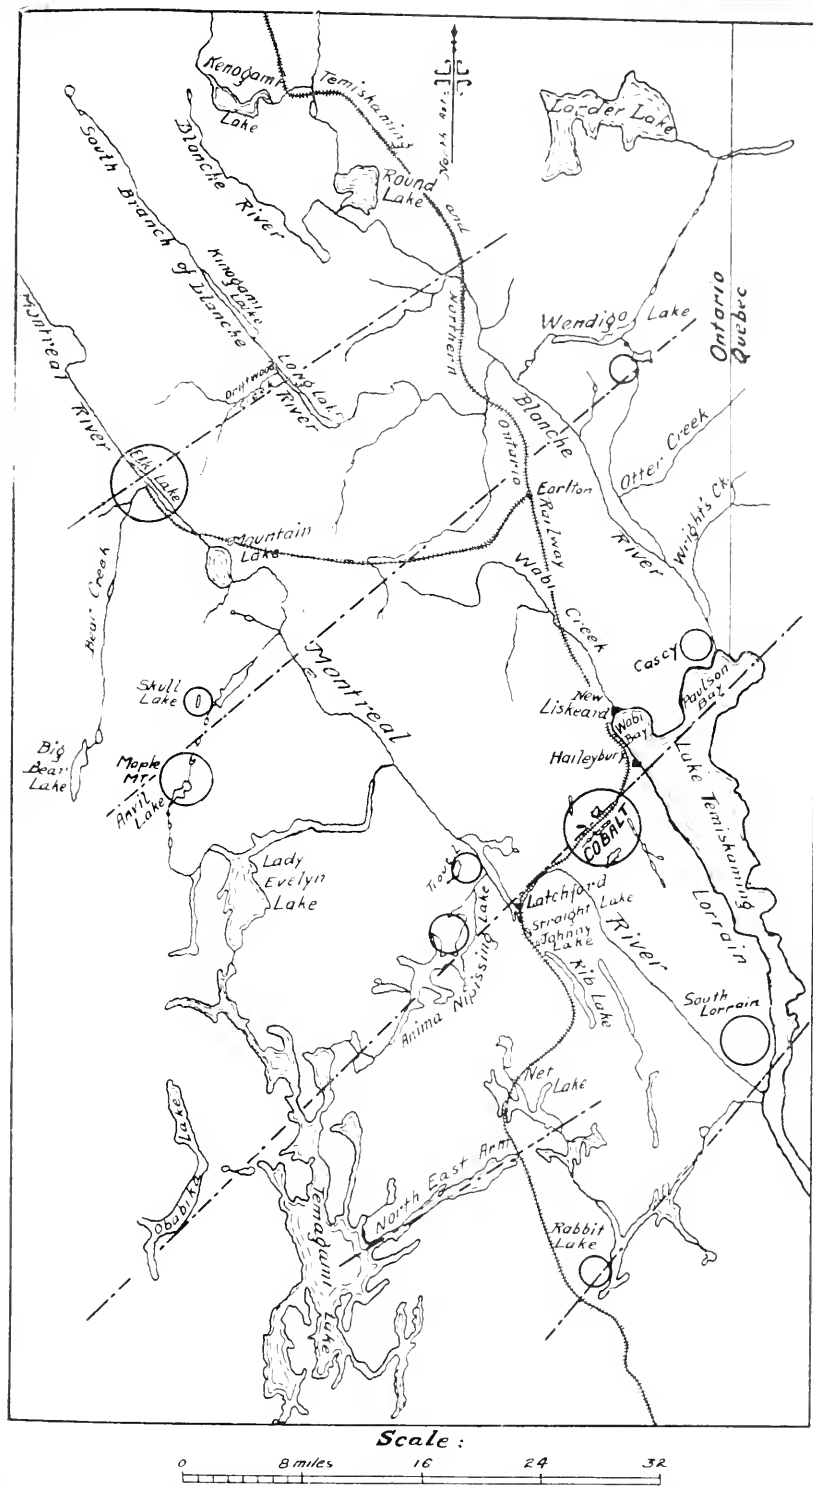 Kenogami
Lake
Temiskaming
and
Northern
Ontario
Railway
North
Larder Lake
South Branch of Blanche
River
Blanche River
Round
Lake
Kinogami
Lake
Ontario
Quebec
Wendigo Lake
Montreal
River
Driftwood
Long Lake
Blanche
River
Otter Creek
Wright's Ck.
Elk Lake
Earlton
Mountain
Lake
Wabi
Creek
Bear Creek
Montreal
River
Cascy
Paulson
Bay
Skull
Lake
New
Liskeard
Wabi
Bay
Haileybury
Big
Bear
Lake
Maple
Mt.
Anvil
Lake
Lake Temiskaming
COBALT
Lady
Evelyn
Lake
Trout L
Latchford
Straight Lake
Johnny
Lake
Lorrain
Anima Nipissing Lake
Rib Lake
South
Lorrain
Net
Lake
Obabika
Lake
North East Arm
Temagami
Lake
Rabbit
Lake
Scale:
0 8 miles 16 24 32